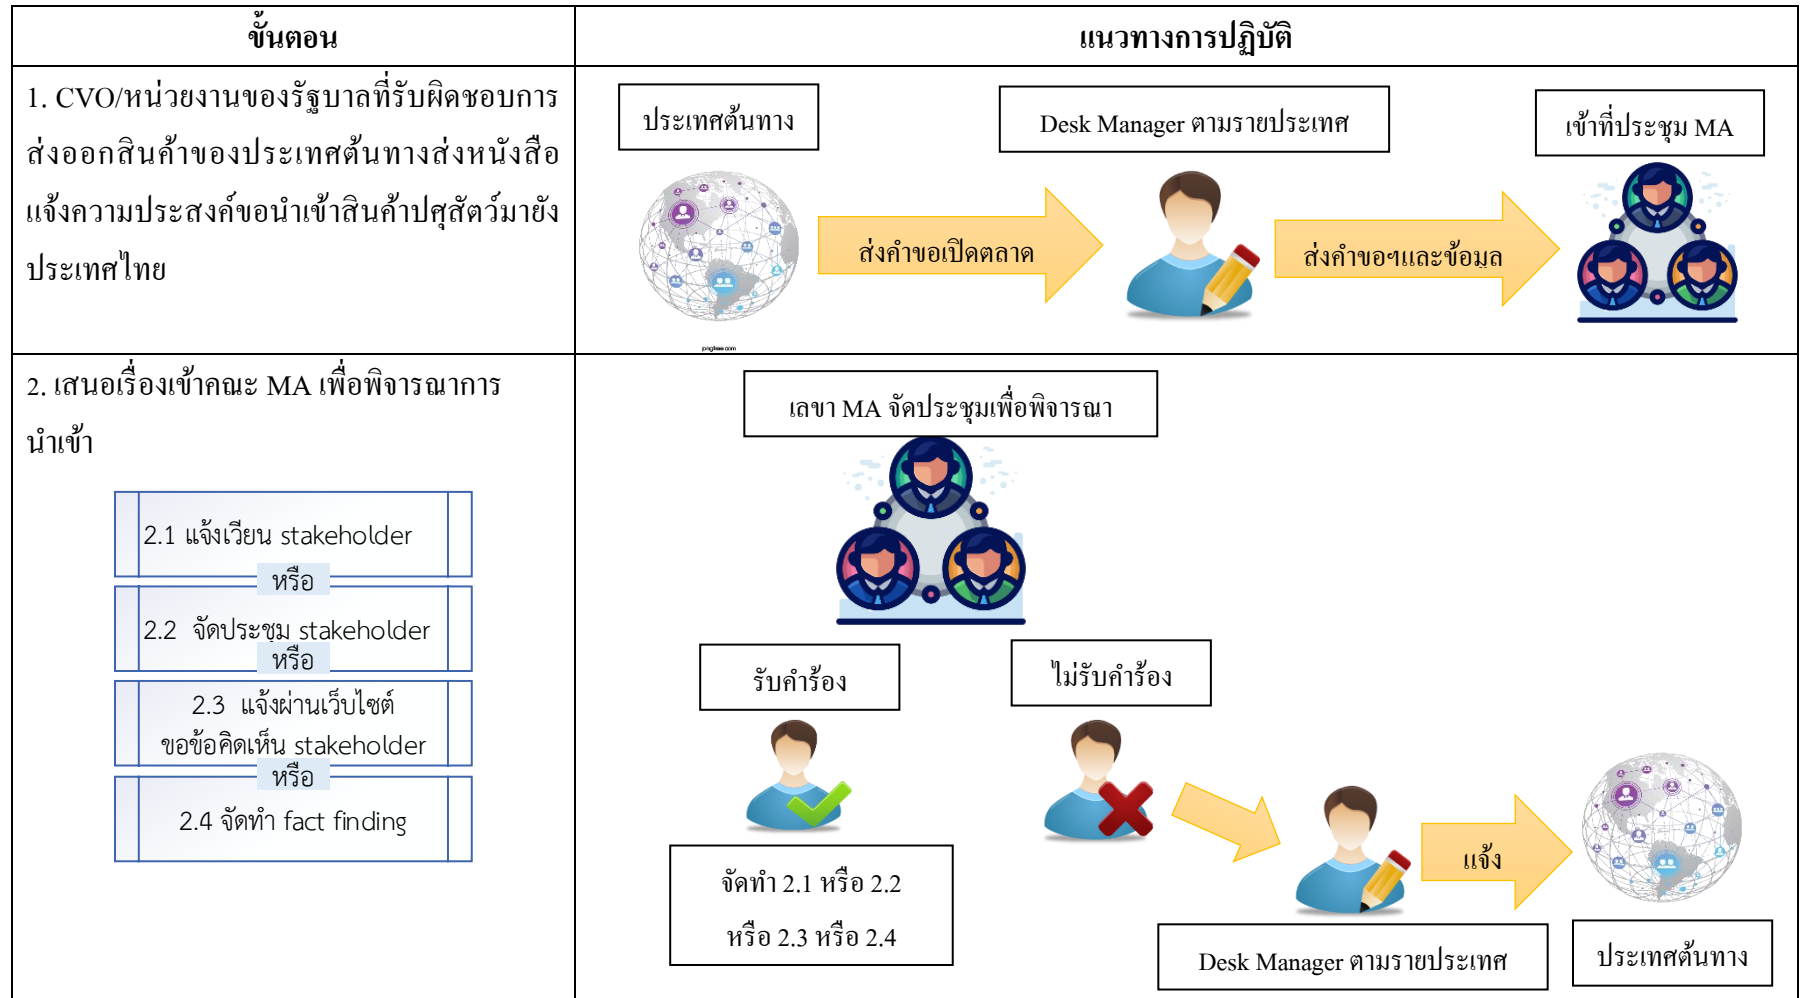 ขั้นตอน
แนวทางการปฏิบัติ
1. CVO/หน่วยงานของรัฐบาลที่รับผิดชอบการ
ส่งออกสินค้าของประเทศต้นทางส่งหนังสือ
แจ้งความประสงค์ขอนำเข้าสินค้าปศุสัตว์มายัง
ประเทศไทย
ประเทศต้นทาง
Desk Manager ตามรายประเทศ
เข้าที่ประชุม MA
ส่งคำขอเปิดตลาด
ส่งคำขอฯและข้อมูล
pngtree.com
2. เสนอเรื่องเข้าคณะ MA เพื่อพิจารณาการ
นำเข้า
2.1 แจ้งเวียน stakeholder
หรือ
2.2 จัดประชุม stakeholder
หรือ
2.3 แจ้งผ่านเว็บไซต์
ขอข้อคิดเห็น stakeholder
หรือ
2.4 จัดทำ fact finding
เลขา MA จัดประชุมเพื่อพิจารณา
รับคำร้อง
ไม่รับคำร้อง
จัดทำ 2.1 หรือ 2.2
หรือ 2.3 หรือ 2.4
แจ้ง
Desk Manager ตามรายประเทศ
ประเทศต้นทาง